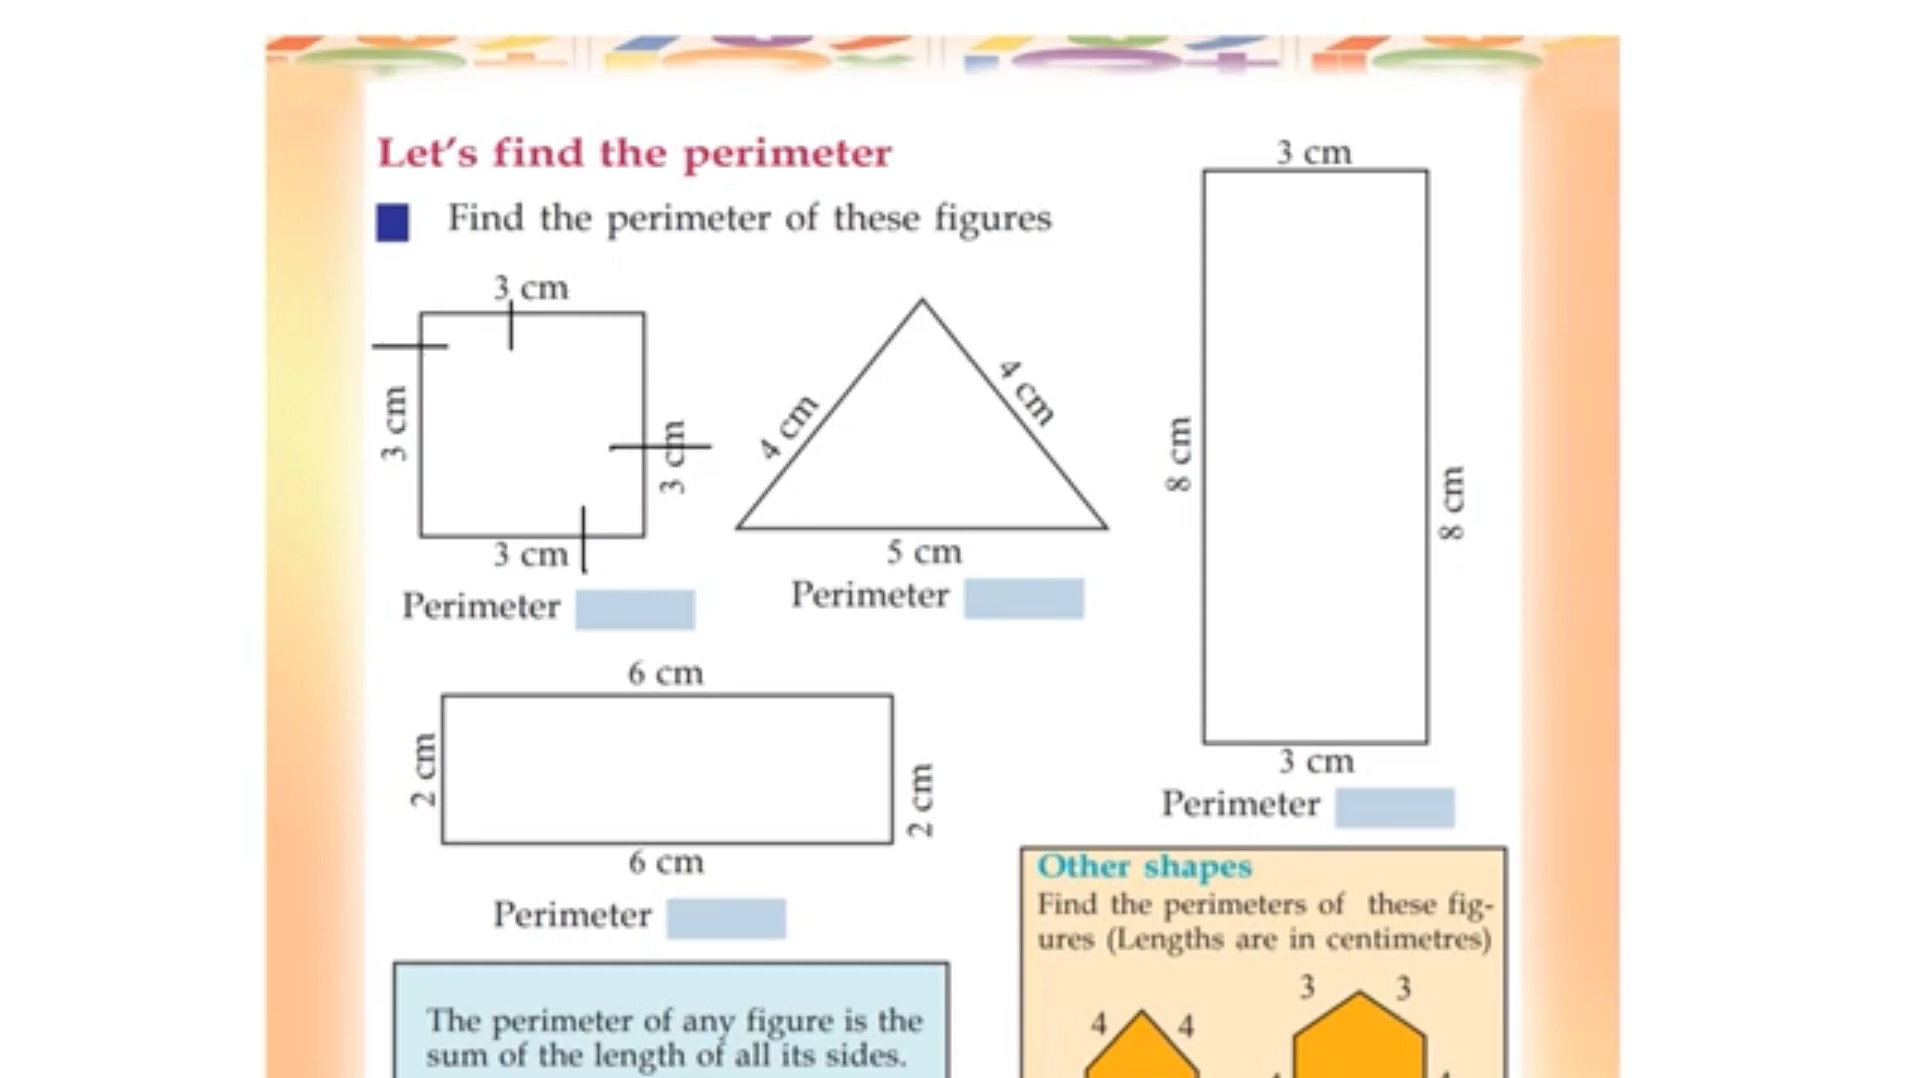 Let's find the perimeter
Find the perimeter of these figures
3 cm
3 cm
3 cm
3 cm
Perimeter
4 cm
4 cm
5 cm
Perimeter
3 cm
8 cm
8 cm
3 cm
Perimeter
6 cm
2 cm
2 cm
6 cm
Perimeter
The perimeter of any figure is the
sum of the length of all its sides.
Other shapes
Find the perimeters of these fig-
ures (Lengths are in centimetres)
4 4
3 3